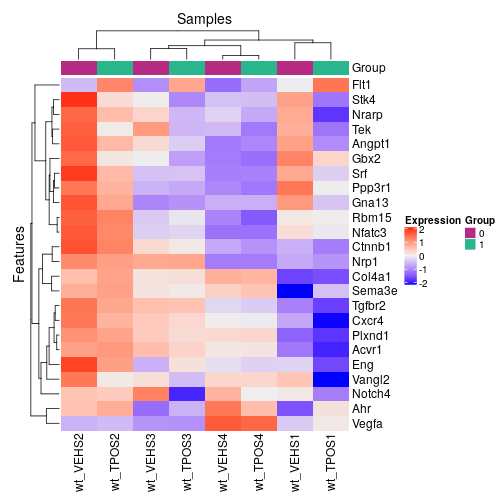 Samples
Group
Flt1
Stk4
Nrarp
Tek
Angpt1
Gbx2
Srf
Ppp3r1
Gna13
Rbm15
Nfatc3
Ctnnb1
Nrp1
Col4a1
Sema3e
Tgfbr2
Cxcr4
Plxnd1
Acvr1
Eng
Vangl2
Notch4
Ahr
Vegfa
Features
Expression Group
2 0
1 1
0
-1
-2
wt_VEHS2
wt_TPOS2
wt_VEHS3
wt_TPOS3
wt_VEHS4
wt_TPOS4
wt_VEHS1
wt_TPOS1